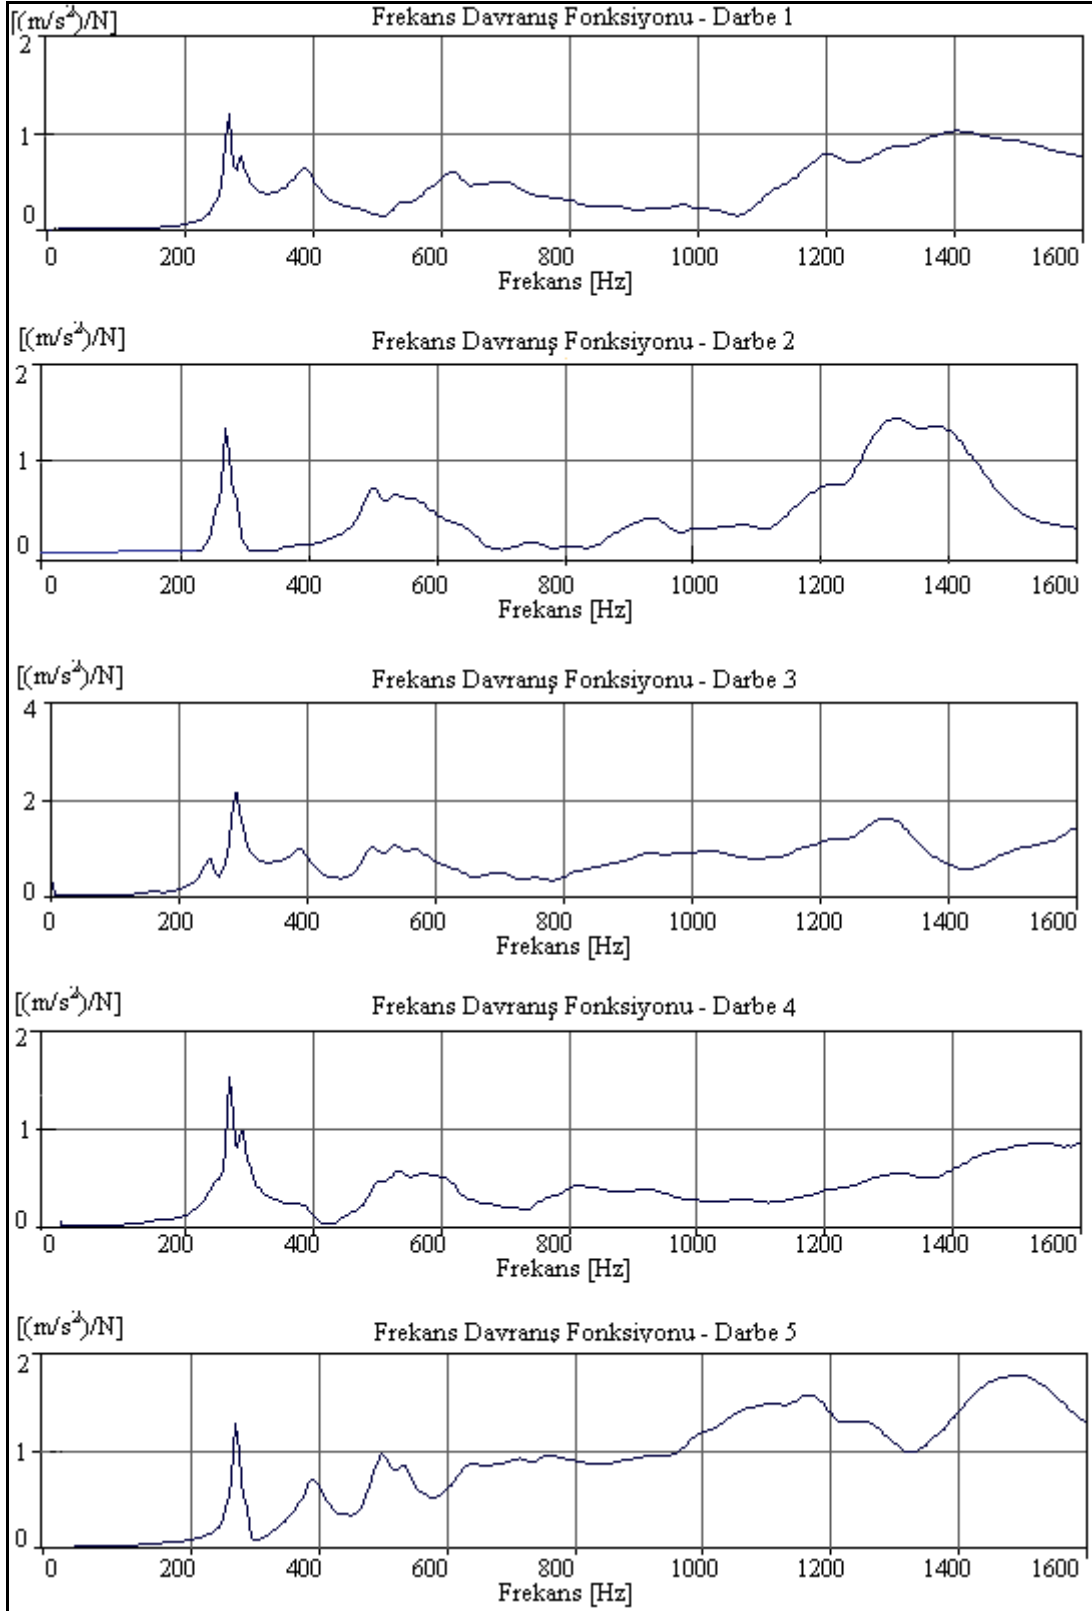 [(m/s²)/N]
Frekans Davranış Fonksiyonu - Darbe 1
2
1
0
0 200 400 600 800 1000 1200 1400 1600
Frekans [Hz]
[(m/s²)/N]
Frekans Davranış Fonksiyonu - Darbe 2
2
1
0
0 200 400 600 800 1000 1200 1400 1600
Frekans [Hz]
[(m/s²)/N]
Frekans Davranış Fonksiyonu - Darbe 3
4
2
0
0 200 400 600 800 1000 1200 1400 1600
Frekans [Hz]
[(m/s²)/N]
Frekans Davranış Fonksiyonu - Darbe 4
2
1
0
0 200 400 600 800 1000 1200 1400 1600
Frekans [Hz]
[(m/s²)/N]
Frekans Davranış Fonksiyonu - Darbe 5
2
1
0
0 200 400 600 800 1000 1200 1400 1600
Frekans [Hz]